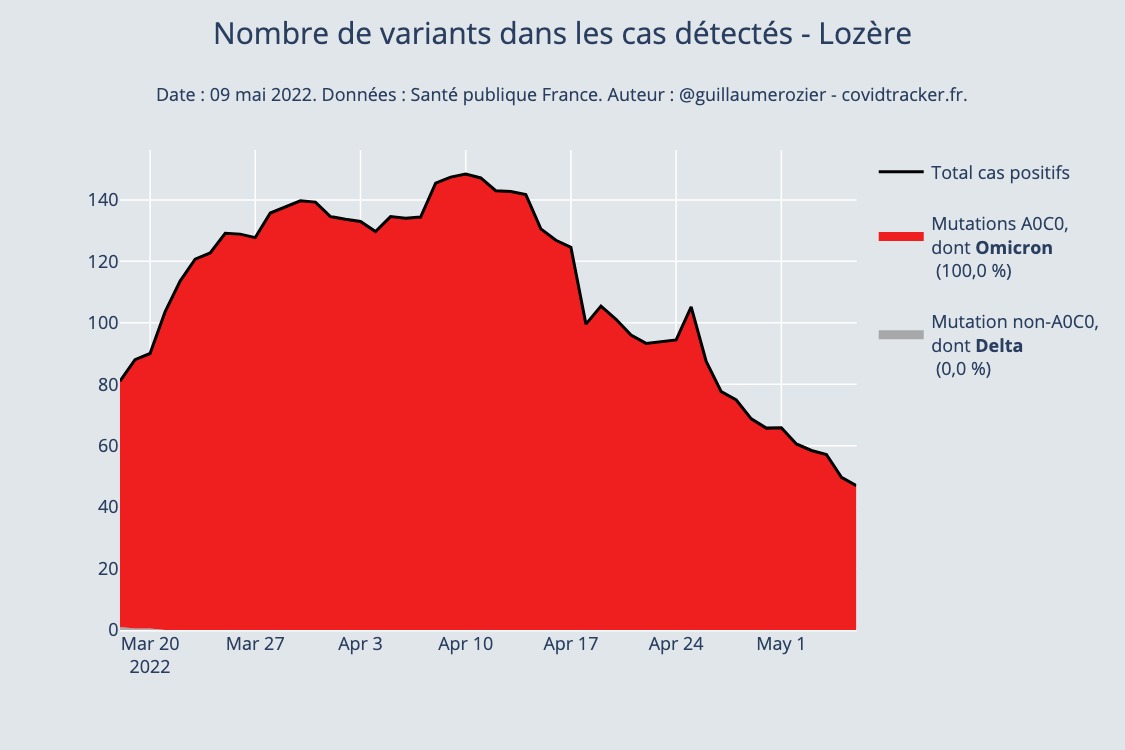 Nombre de variants dans les cas détectés - Lozère
Date : 09 mai 2022. Données : Santé publique France. Auteur : @guillaumerozier - covidtracker.fr.
Total cas positifs
Mutations A0C0,
dont Omicron
(100,0 %)
Mutation non-A0C0,
dont Delta
(0,0 %)
140
120
100
80
60
40
20
0
Mar 20
2022
Mar 27
Apr 3
Apr 10
Apr 17
Apr 24
May 1